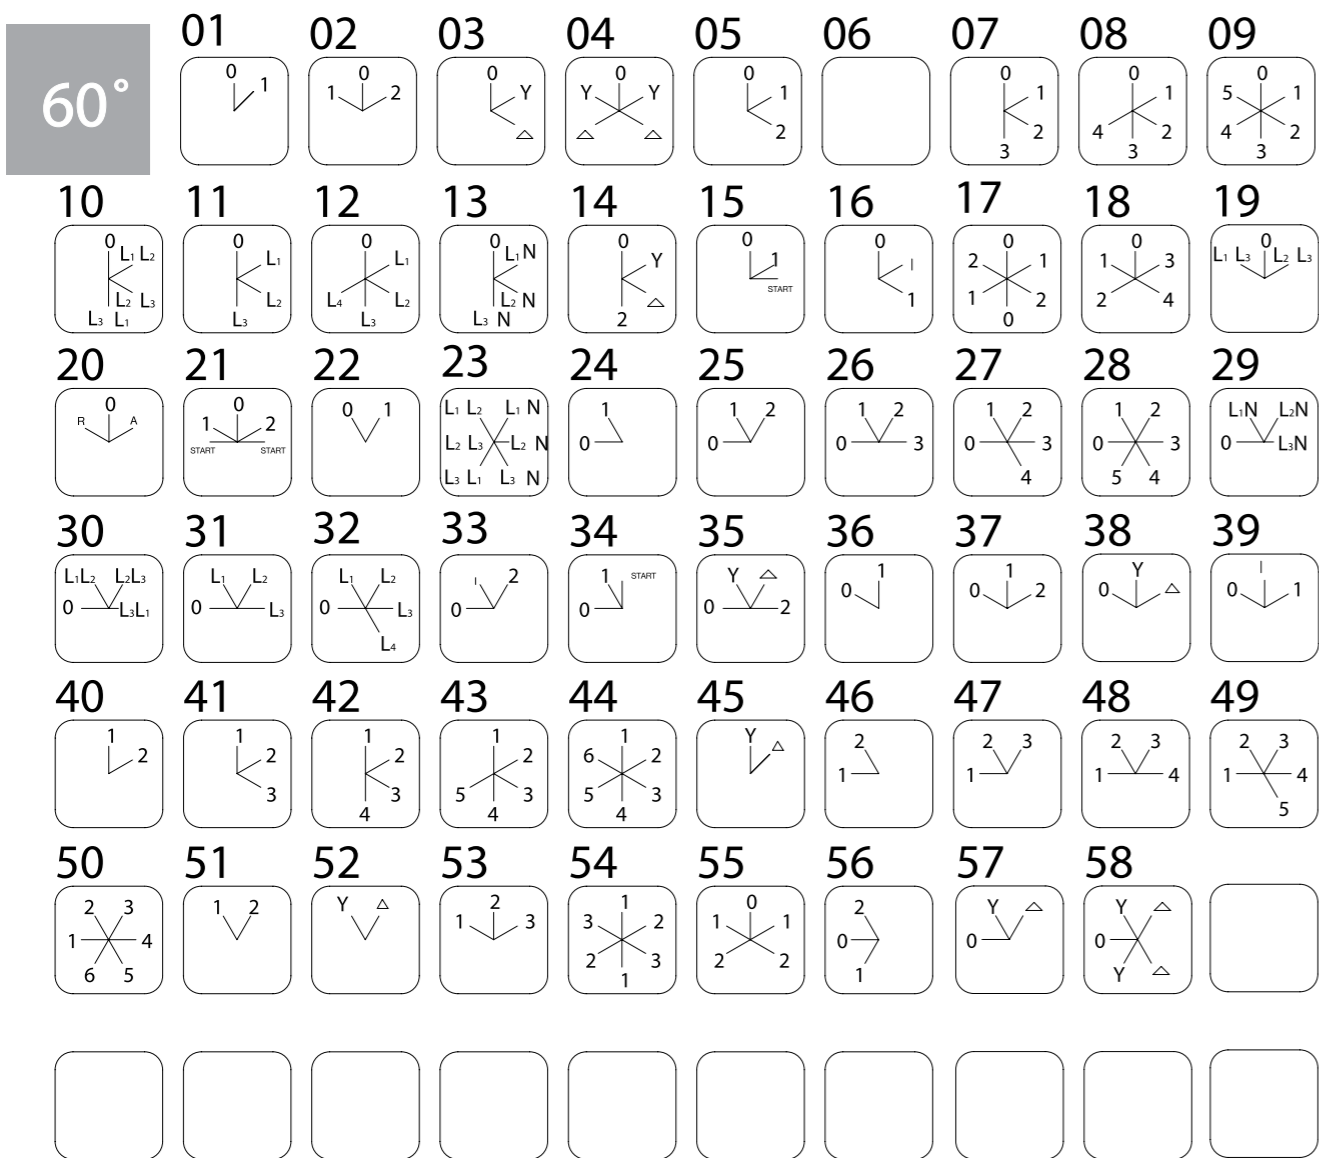 60°
01 02 03 04 05 06 07 08 09
0 1
1 0 2
0 Y △
Y 0 Y △ △
0 1 2
0 1 2 3
0 1 2 3 4
5 0 1 4 2 3
10 11 12 13 14 15 16 17 18 19
0 L1 L2 L2 L3 L3 L1
0 L1 L2 L3
0 L1 L4 L2 L3
0 L1 N L2 N L3 N
0 Y △ 2
0 1 START
0 I 1
0 2 1 1 2 0
0 1 3 2 4
L1 L3 0 L2 L3
20 21 22 23 24 25 26 27 28 29
R 0 A
1 0 2 START START
0 1
L1 L2 L1 N L2 L3 L2 N L3 L1 L3 N
1 0
1 2 0
1 2 0 3
1 2 0 3 4
1 2 0 3 5 4
L1N L2N 0 L3N
30 31 32 33 34 35 36 37 38 39
L1L2 L2L3 0 L3L1
L1 L2 0 L3
L1 L2 0 L3 L4
I 2 0
1 START 0
Y △ 0 2
0 1
0 1 2
0 Y △
0 I 1
40 41 42 43 44 45 46 47 48 49
1 2
1 2 3
1 2 3 4
1 2 5 3 4
1 6 2 5 3 4
Y △
2 1
2 3 1
2 3 1 4
2 3 1 4 5
50 51 52 53 54 55 56 57 58
2 3 1 4 6 5
1 2
Y △
1 2 3
1 3 2 2 3 1
0 1 1 2 2
2 0 1
Y △ 0
Y △ 0 Y △